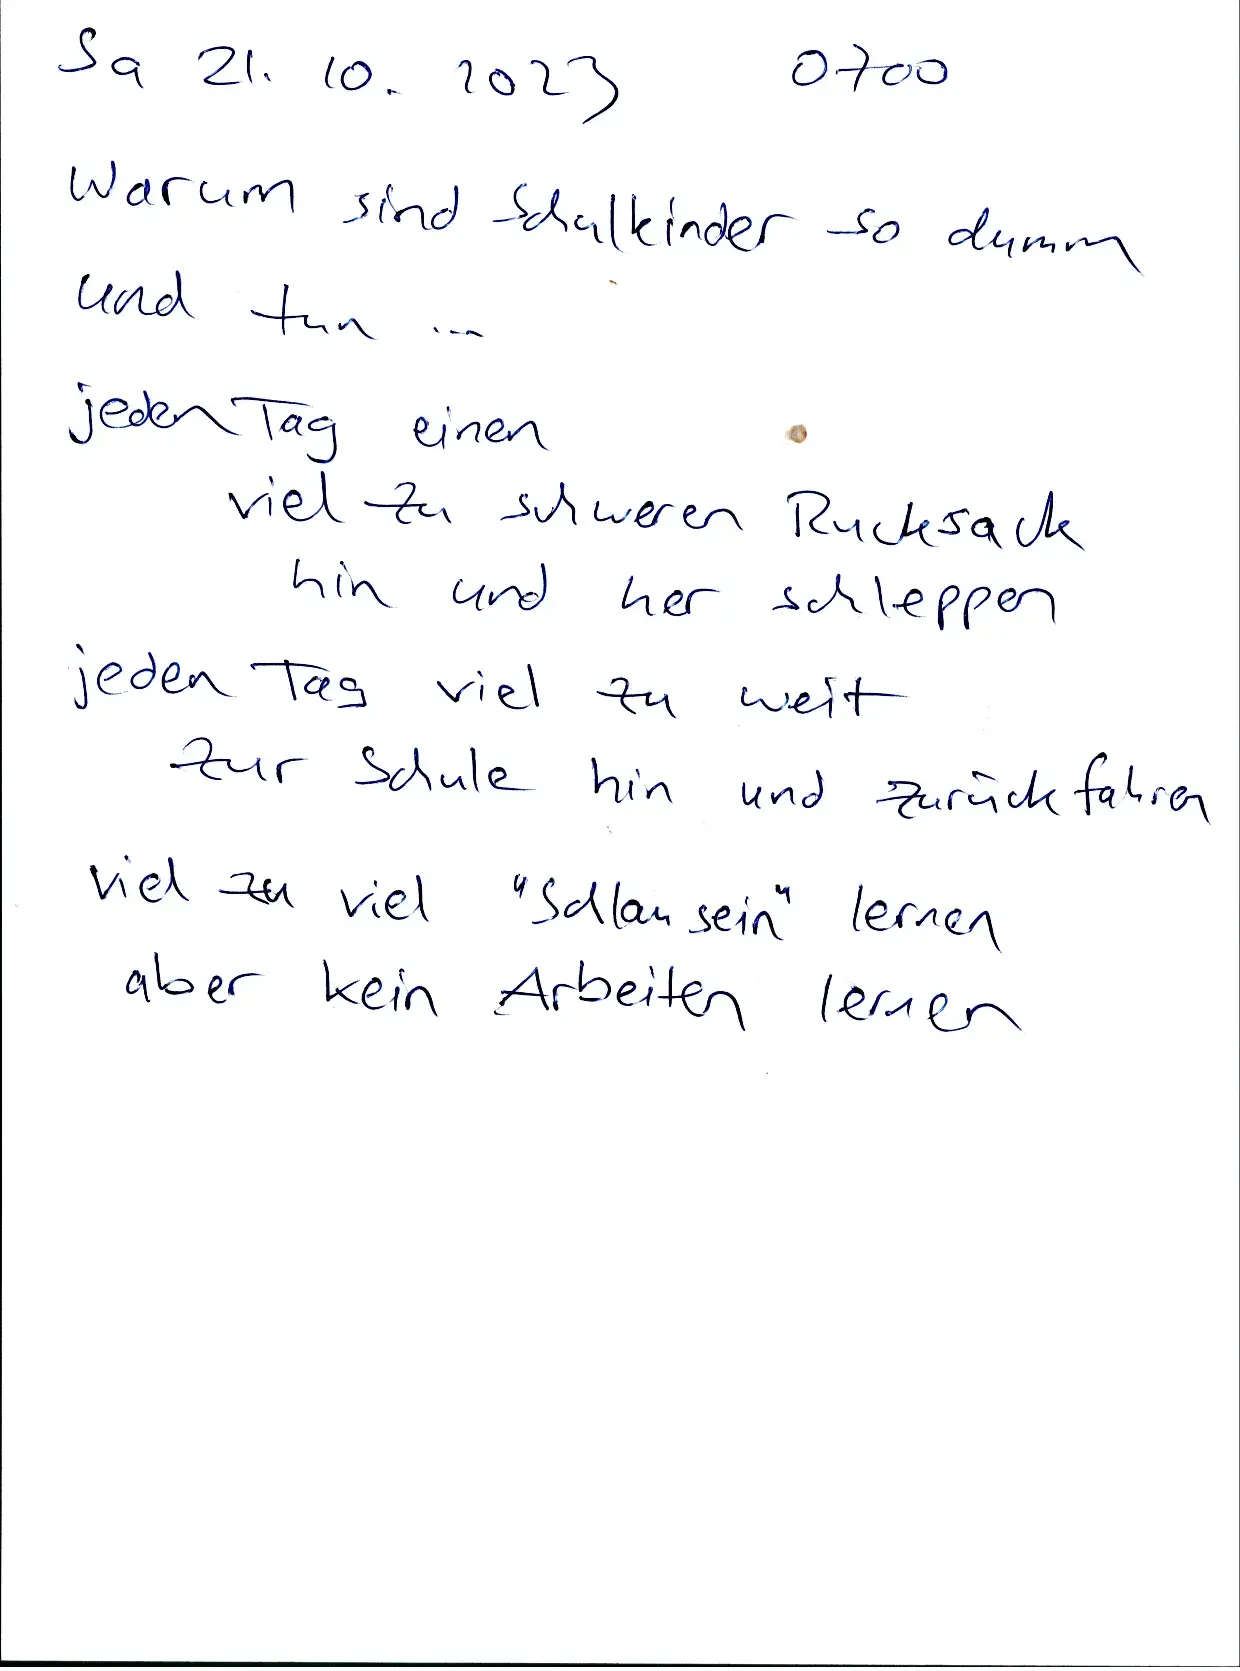 Sa 21. 10. 2023 0700
Warum sind Schulkinder so dumm
und tun ...
jeden Tag einen
viel zu schweren Rucksack
hin und her schleppen
jeden Tag viel zu weit
zur Schule hin und zurück fahren
viel zu viel "Schlau sein" lernen
aber kein Arbeiten lernen